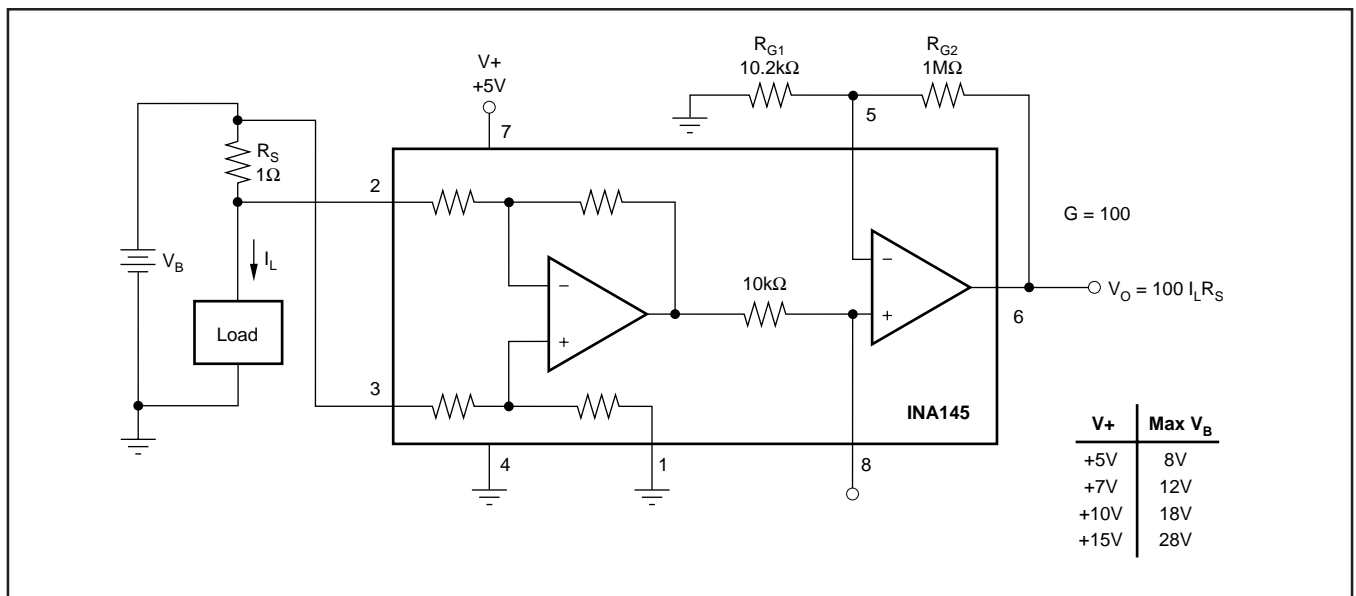 V+
+5V
7
R_G1
10.2kΩ
R_G2
1MΩ
5
R_S
1Ω
2
G = 100
V_B
I_L
10kΩ
V_O = 100 I_L R_S
6
Load
3
INA145
4
1
8
V+ Max V_B
+5V 8V
+7V 12V
+10V 18V
+15V 28V